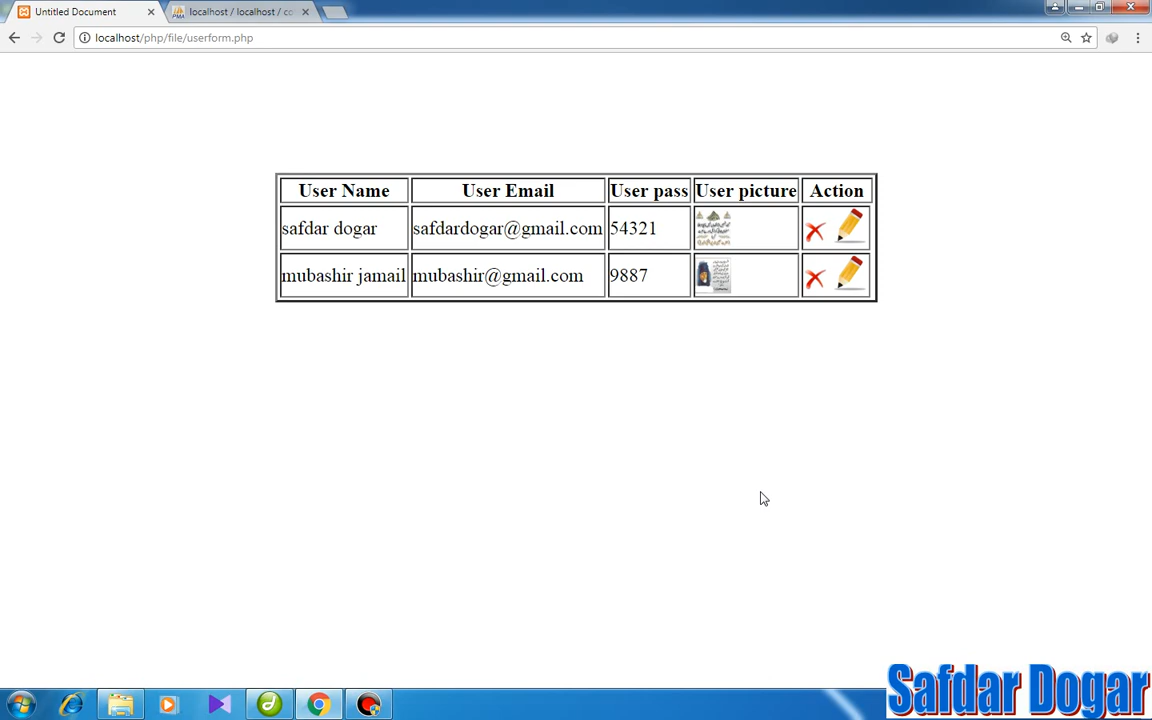 Untitled Document
localhost / localhost / co
localhost/php/file/userform.php
User Name User Email User pass User picture Action
safdar dogar safdardogar@gmail.com 54321
mubashir jamail mubashir@gmail.com 9887
Safdar Dogar